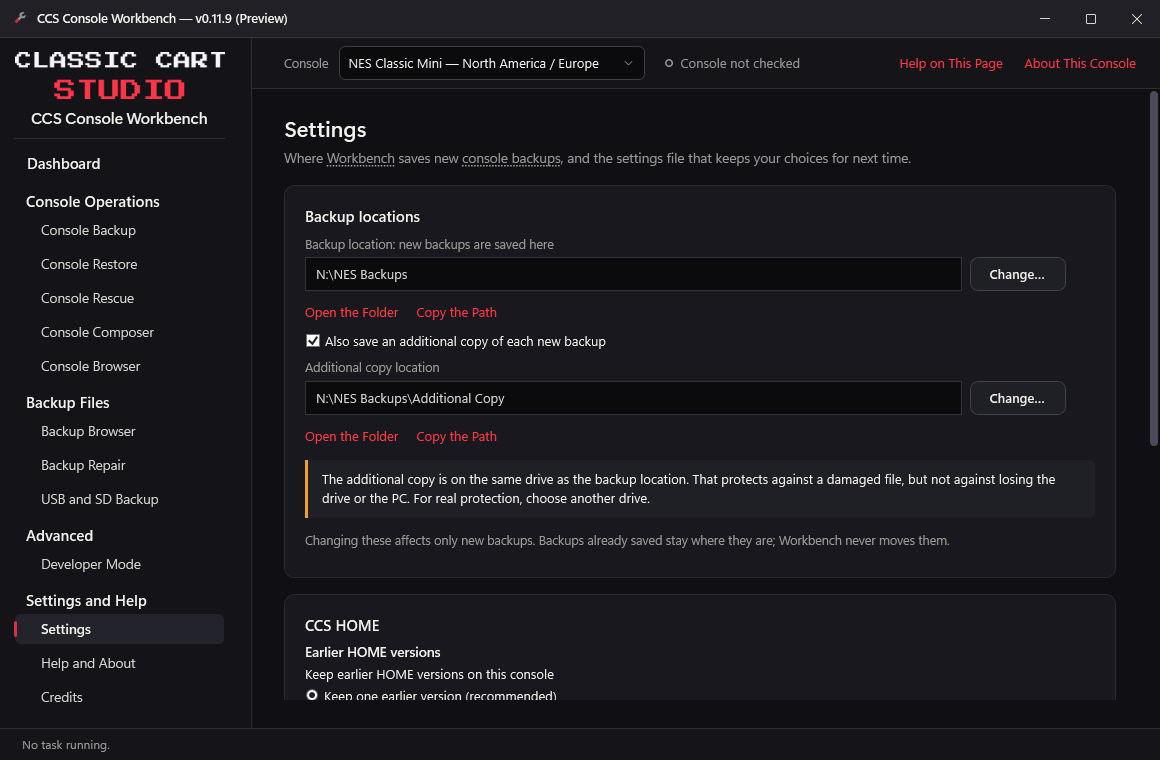 CCS Console Workbench — v0.11.9 (Preview)
CLASSIC CART
STUDIO
CCS Console Workbench
Dashboard
Console Operations
Console Backup
Console Restore
Console Rescue
Console Composer
Console Browser
Backup Files
Backup Browser
Backup Repair
USB and SD Backup
Advanced
Developer Mode
Settings and Help
Settings
Help and About
Credits
Console
NES Classic Mini — North America / Europe
Console not checked
Help on This Page
About This Console
Settings
Where Workbench saves new console backups, and the settings file that keeps your choices for next time.
Backup locations
Backup location: new backups are saved here
N:\NES Backups
Change...
Open the Folder
Copy the Path
Also save an additional copy of each new backup
Additional copy location
N:\NES Backups\Additional Copy
Change...
Open the Folder
Copy the Path
The additional copy is on the same drive as the backup location. That protects against a damaged file, but not against losing the
drive or the PC. For real protection, choose another drive.
Changing these affects only new backups. Backups already saved stay where they are; Workbench never moves them.
CCS HOME
Earlier HOME versions
Keep earlier HOME versions on this console
Keep one earlier version (recommended)
No task running.